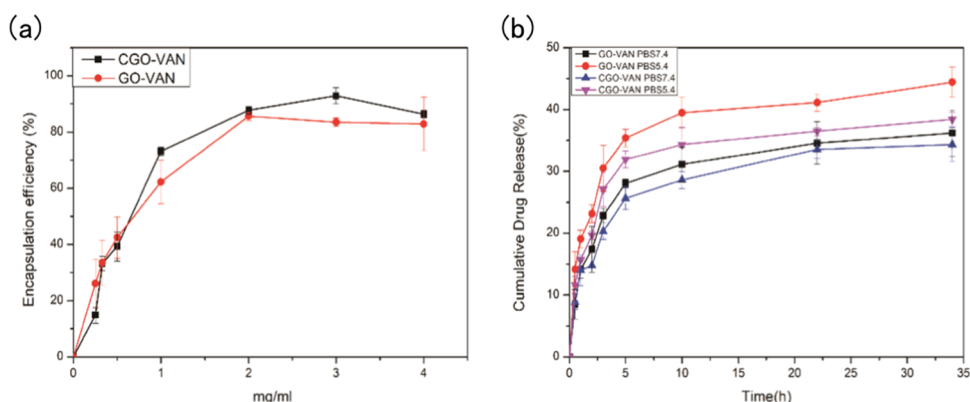 (a)
CGO-VAN
GO-VAN
Encapsulation efficiency (%)
100
80
60
40
20
0
0 1 2 3 4
mg/ml
(b)
GO-VAN PBS7.4
GO-VAN PBS5.4
CGO-VAN PBS7.4
CGO-VAN PBS5.4
Cumulative Drug Release(%)
50
40
30
20
10
0
0 5 10 15 20 25 30 35
Time(h)